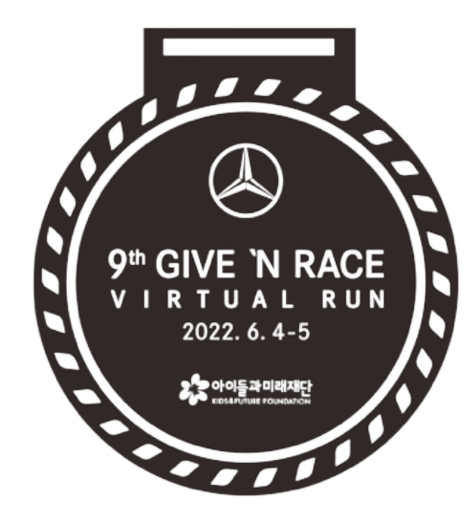 9th GIVE 'N RACE
VIRTUAL RUN
2022. 6. 4-5
아이들과미래재단
KIDS&FUTURE FOUNDATION